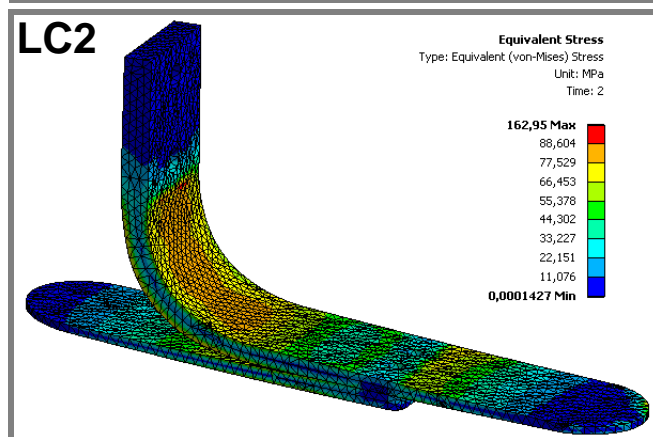 LC2
Equivalent Stress
Type: Equivalent (von-Mises) Stress
Unit: MPa
Time: 2
162,95 Max
88,604
77,529
66,453
55,378
44,302
33,227
22,151
11,076
0,0001427 Min